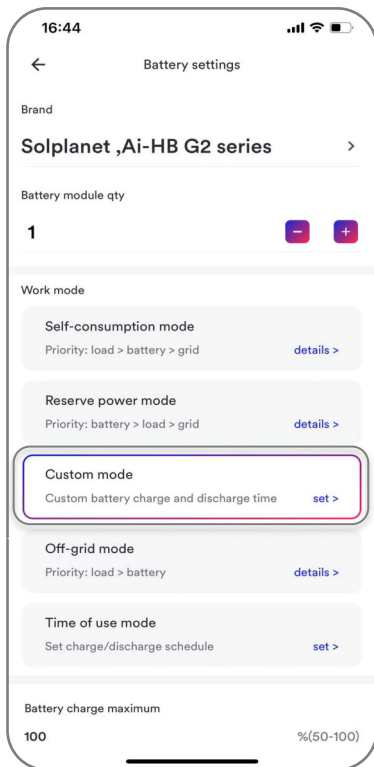 16:44
Battery settings
Brand
Solplanet ,Ai-HB G2 series >
Battery module qty
1 - +
Work mode
Self-consumption mode
Priority: load > battery > grid details >
Reserve power mode
Priority: battery > load > grid details >
Custom mode
Custom battery charge and discharge time set >
Off-grid mode
Priority: load > battery details >
Time of use mode
Set charge/discharge schedule set >
Battery charge maximum
100 %(50-100)